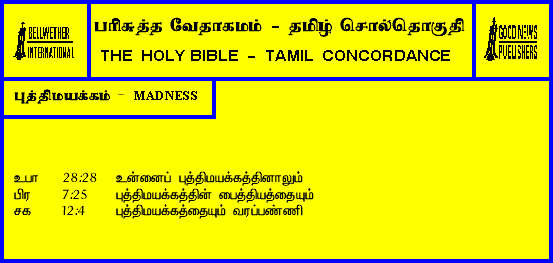 BELLWETHER
INTERNATIONAL
பரிசுத்த வேதாகமம் - தமிழ் சொல்தொகுதி
THE HOLY BIBLE - TAMIL CONCORDANCE
GOOD NEWS
PUBLISHERS
புத்திமயக்கம் - MADNESS
உபா 28:28 உன்னைப் புத்திமயக்கத்தினாலும்
பிர 7:25 புத்திமயக்கத்தின் பைத்தியத்தையும்
சக 12:4 புத்திமயக்கத்தையும் வரப்பண்ணி